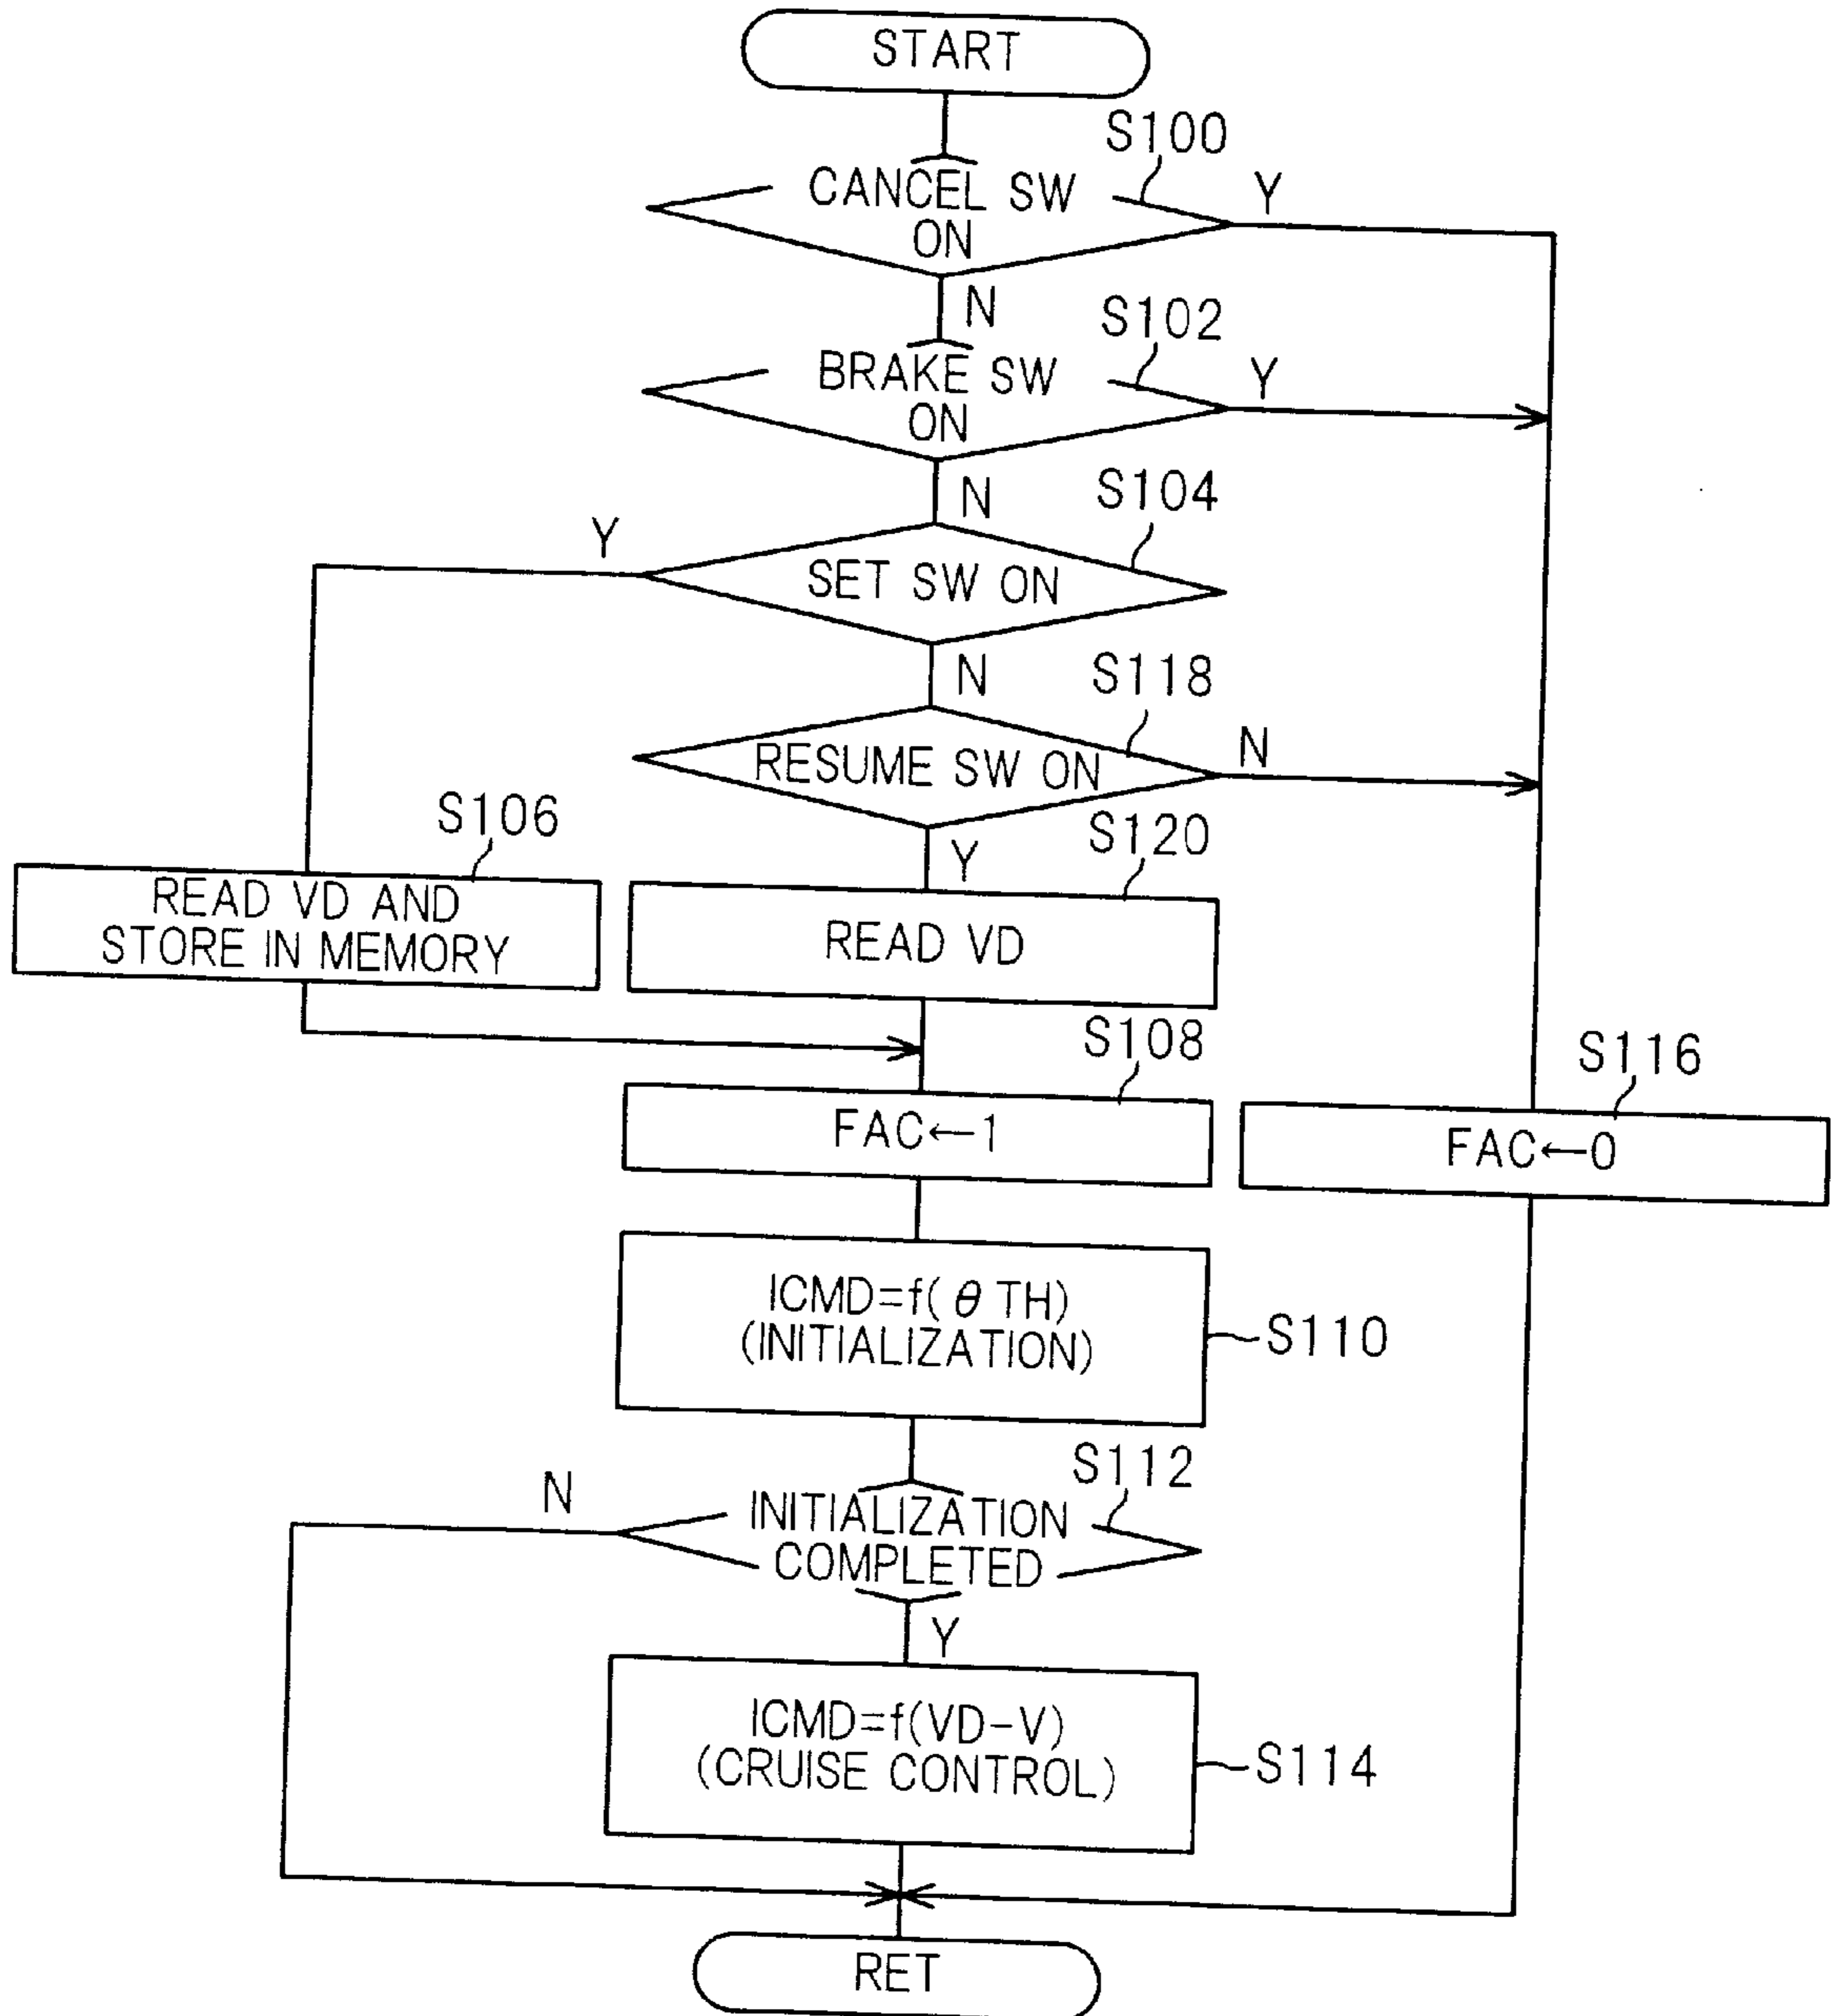 START
S100
CANCEL SW
ON
Y
N
S102
BRAKE SW
ON
Y
N
S104
Y
SET SW ON
N
S118
RESUME SW ON
N
Y
S106
READ VD AND
STORE IN MEMORY
S120
READ VD
S108
FAC←1
S116
FAC←0
ICMD=f(θTH)
(INITIALIZATION)
S110
S112
N
INITIALIZATION
COMPLETED
Y
ICMD=f(VD-V)
(CRUISE CONTROL)
S114
RET